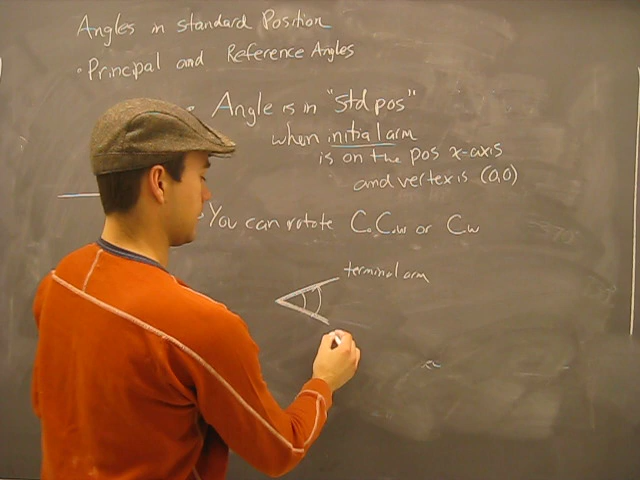 Angles in standard Position
• Principal and Reference Angles
• Angle is in "std pos"
when initial arm
is on the pos x-axis
and vertex is (0,0)
• You can rotate C.C.W or CW
terminal arm